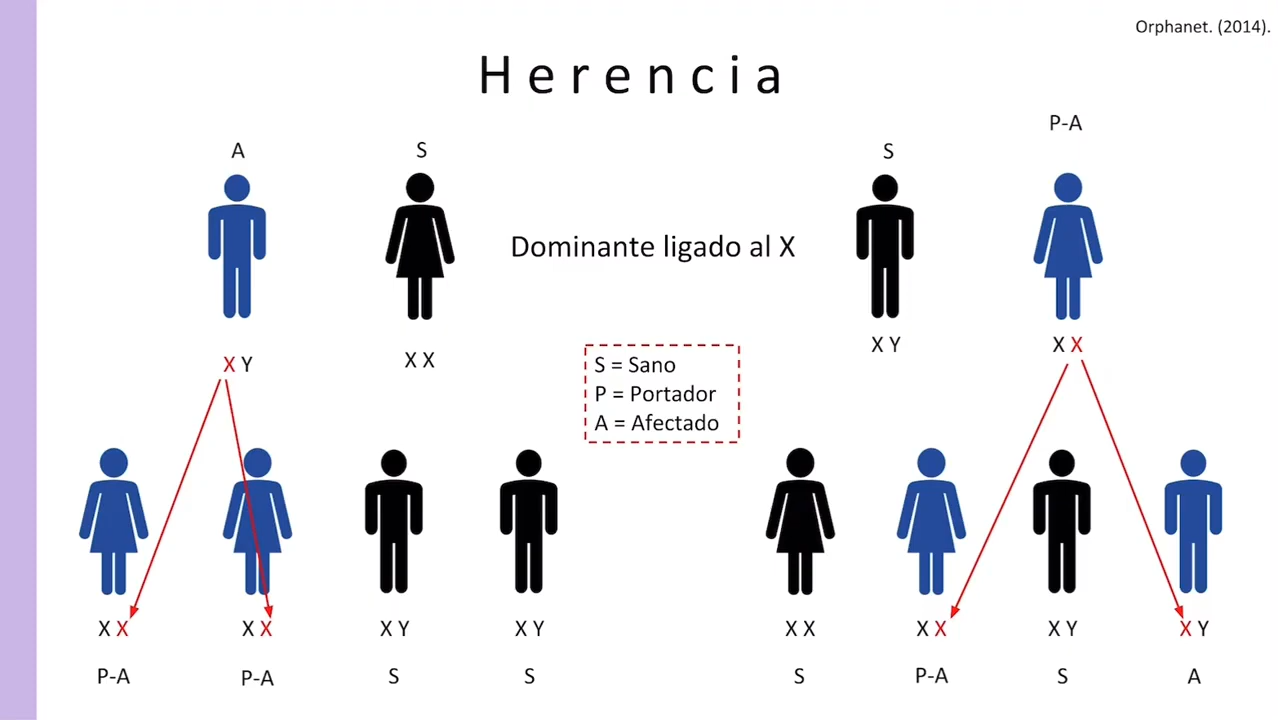 Orphanet. (2014).
Herencia
A
S
S
P-A
Dominante ligado al X
X Y
X X
X Y
X X
S = Sano
P = Portador
A = Afectado
X X
X X
X Y
X Y
X X
X X
X Y
X Y
P-A
P-A
S
S
S
P-A
S
A